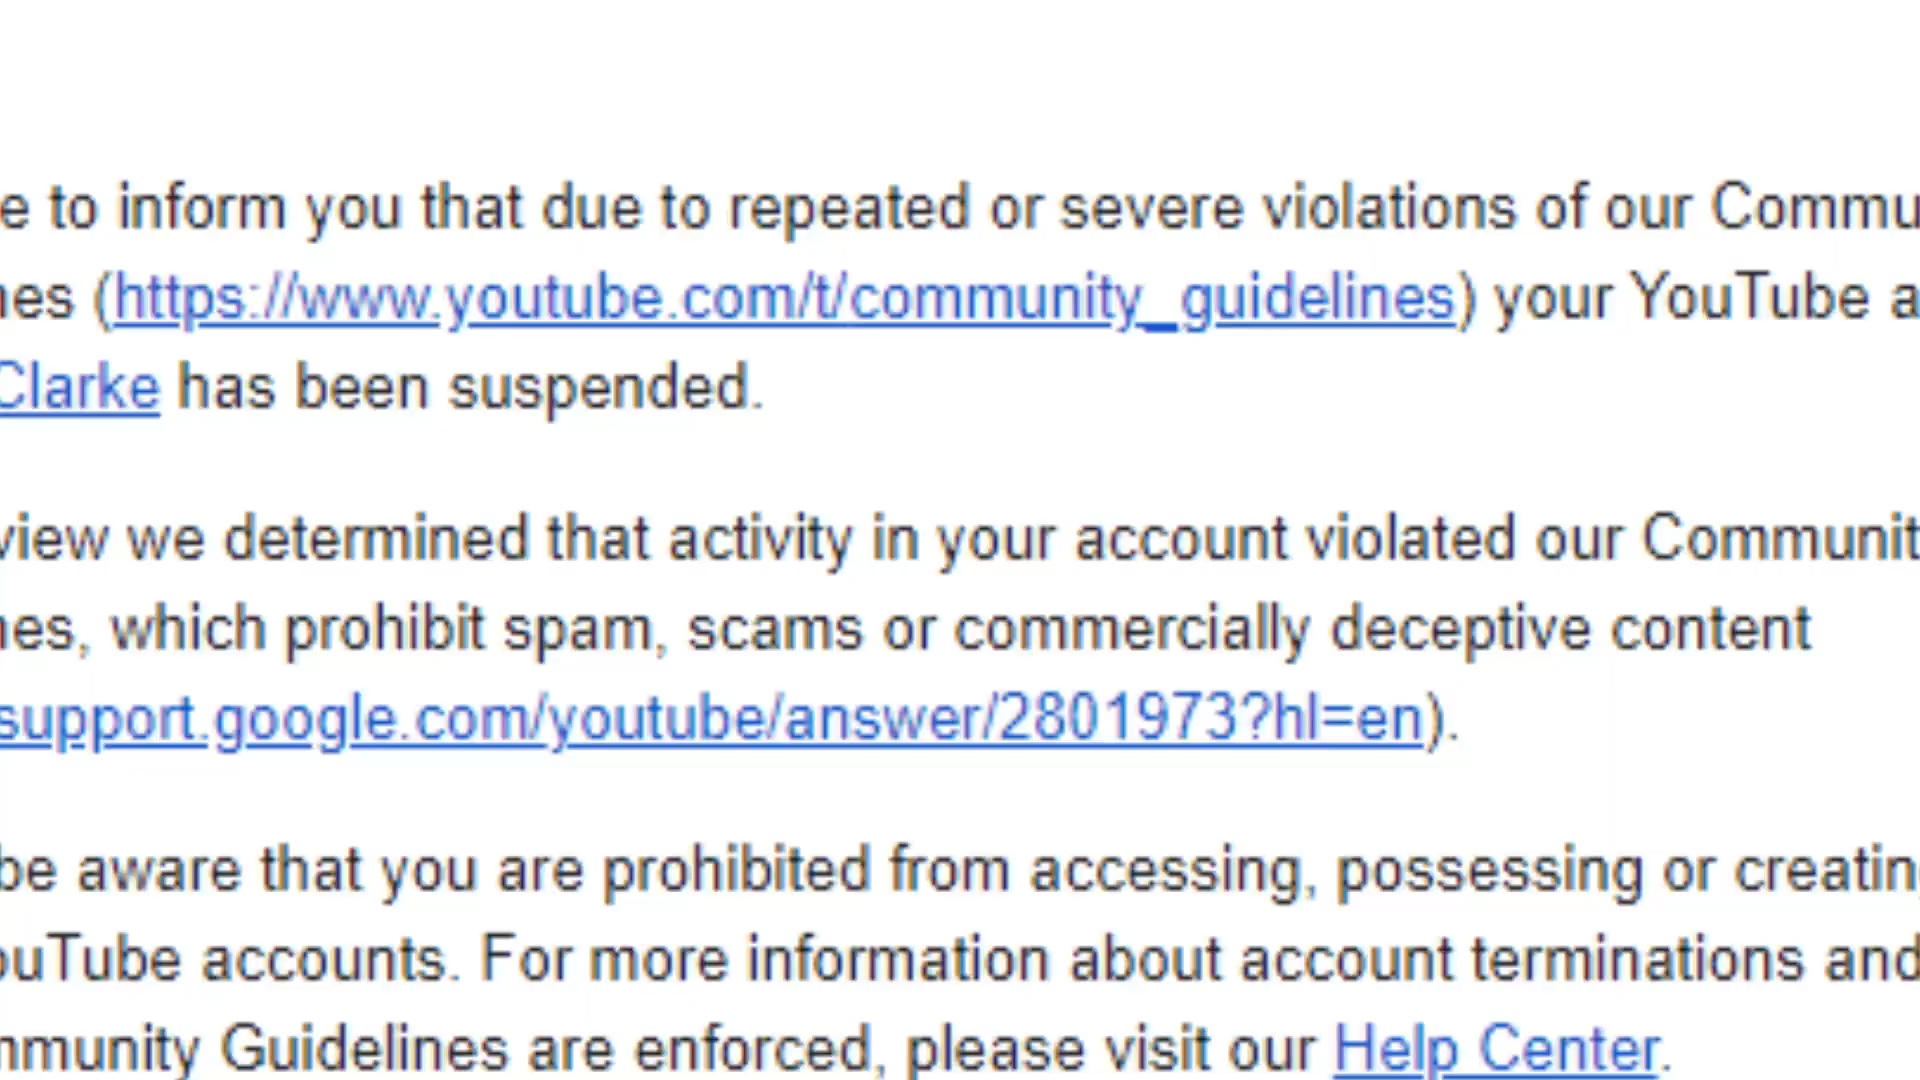 e to inform you that due to repeated or severe violations of our Commu
nes (https://www.youtube.com/t/community_guidelines) your YouTube a
Clarke has been suspended.
view we determined that activity in your account violated our Communit
nes, which prohibit spam, scams or commercially deceptive content
support.google.com/youtube/answer/2801973?hl=en).
be aware that you are prohibited from accessing, possessing or creating
ouTube accounts. For more information about account terminations and
mmunity Guidelines are enforced, please visit our Help Center.